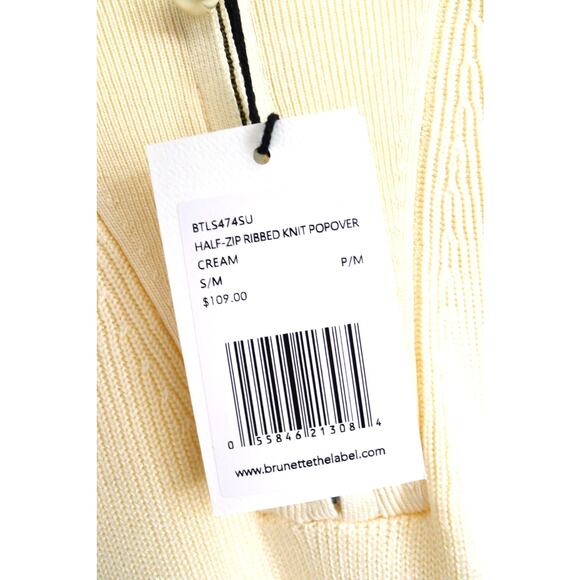 BTLS474SU
HALF-ZIP RIBBED KNIT POPOVER
CREAM
S/M P/M
$109.00
0 55846 21308 4
www.brunettethelabel.com